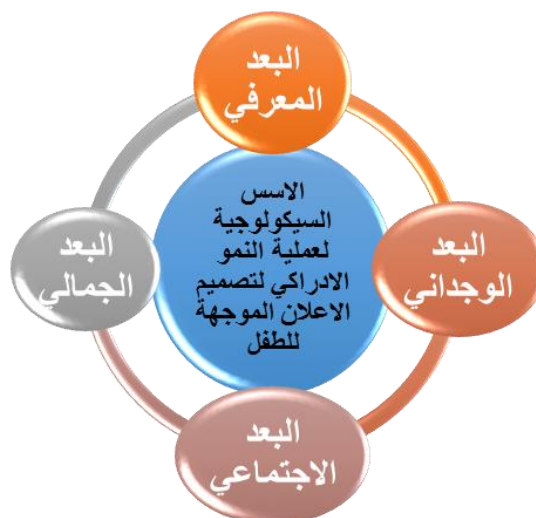 البعد
المعرفي
الاسس
السيكولوجية
لعملية النمو
الادراكي لتصميم
الاعلان الموجهة
للطفل
البعد
الوجداني
البعد
الجمالي
البعد
الاجتماعي